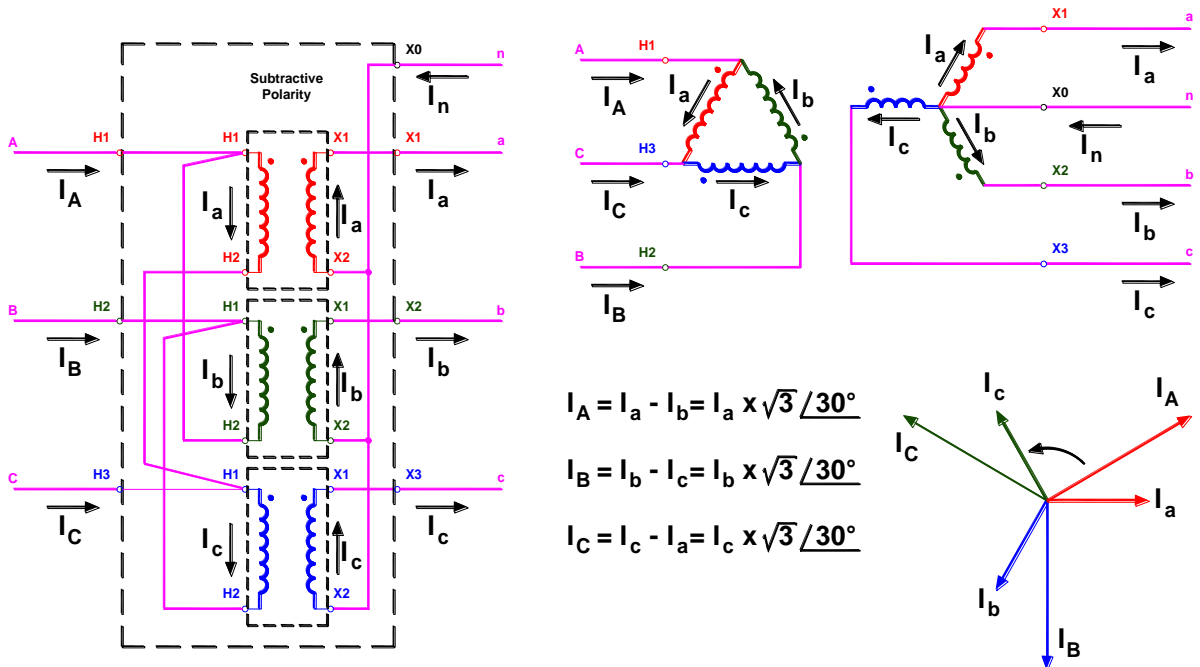 X0
n
Subtractive
Polarity
I_n
A
H1
H1
X1
X1
a
I_A
I_a
I_a
I_a
H2
X2
B
H2
H1
X1
X2
b
I_B
I_b
I_b
I_b
H2
X2
C
H3
H1
X1
X3
c
I_C
I_c
I_c
I_c
H2
X2
A
H1
I_A
I_a
I_b
C
H3
I_C
I_c
B
H2
I_B
X1
a
I_a
I_a
X0
n
I_c
I_b
I_n
X2
b
I_b
X3
c
I_c
I_A = I_a - I_b= I_a x √3 /30°
I_B = I_b - I_c= I_b x √3 /30°
I_C = I_c - I_a= I_c x √3 /30°
I_c
I_A
I_C
I_a
I_b
I_B